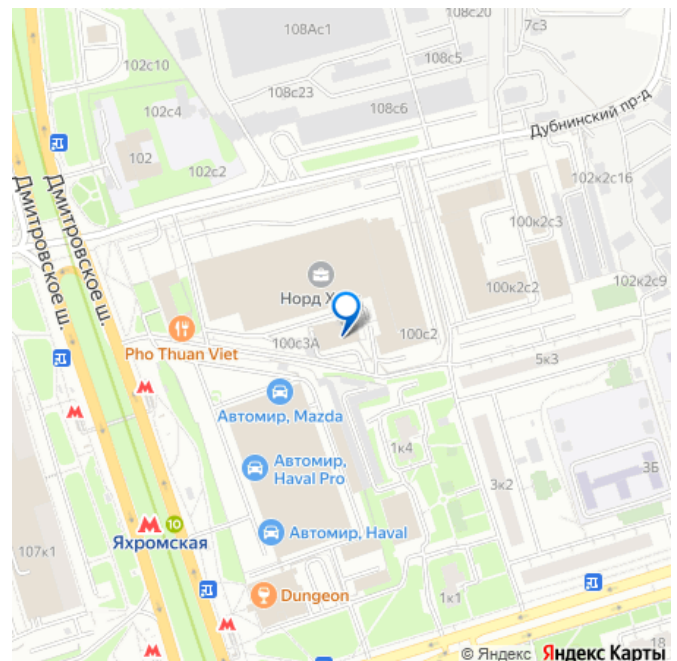 108с20
7с3
108Ас1
108с5
102с10
108с23
108с6
102с4
Дубнинский пр-д
102
102с2
102к2с16
Дмитровское ш.
Дмитровское ш.
100к2с3
102к2с9
100к2с2
Норд Х
100с3А
100с2
Pho Thuan Viet
5к3
Автомир, Mazda
1к4
Автомир,
Haval Pro
3Б
3к2
10
Яхромская
Автомир, Haval
107к1
Dungeon
1к1
18
© Яндекс Яндекс Карты